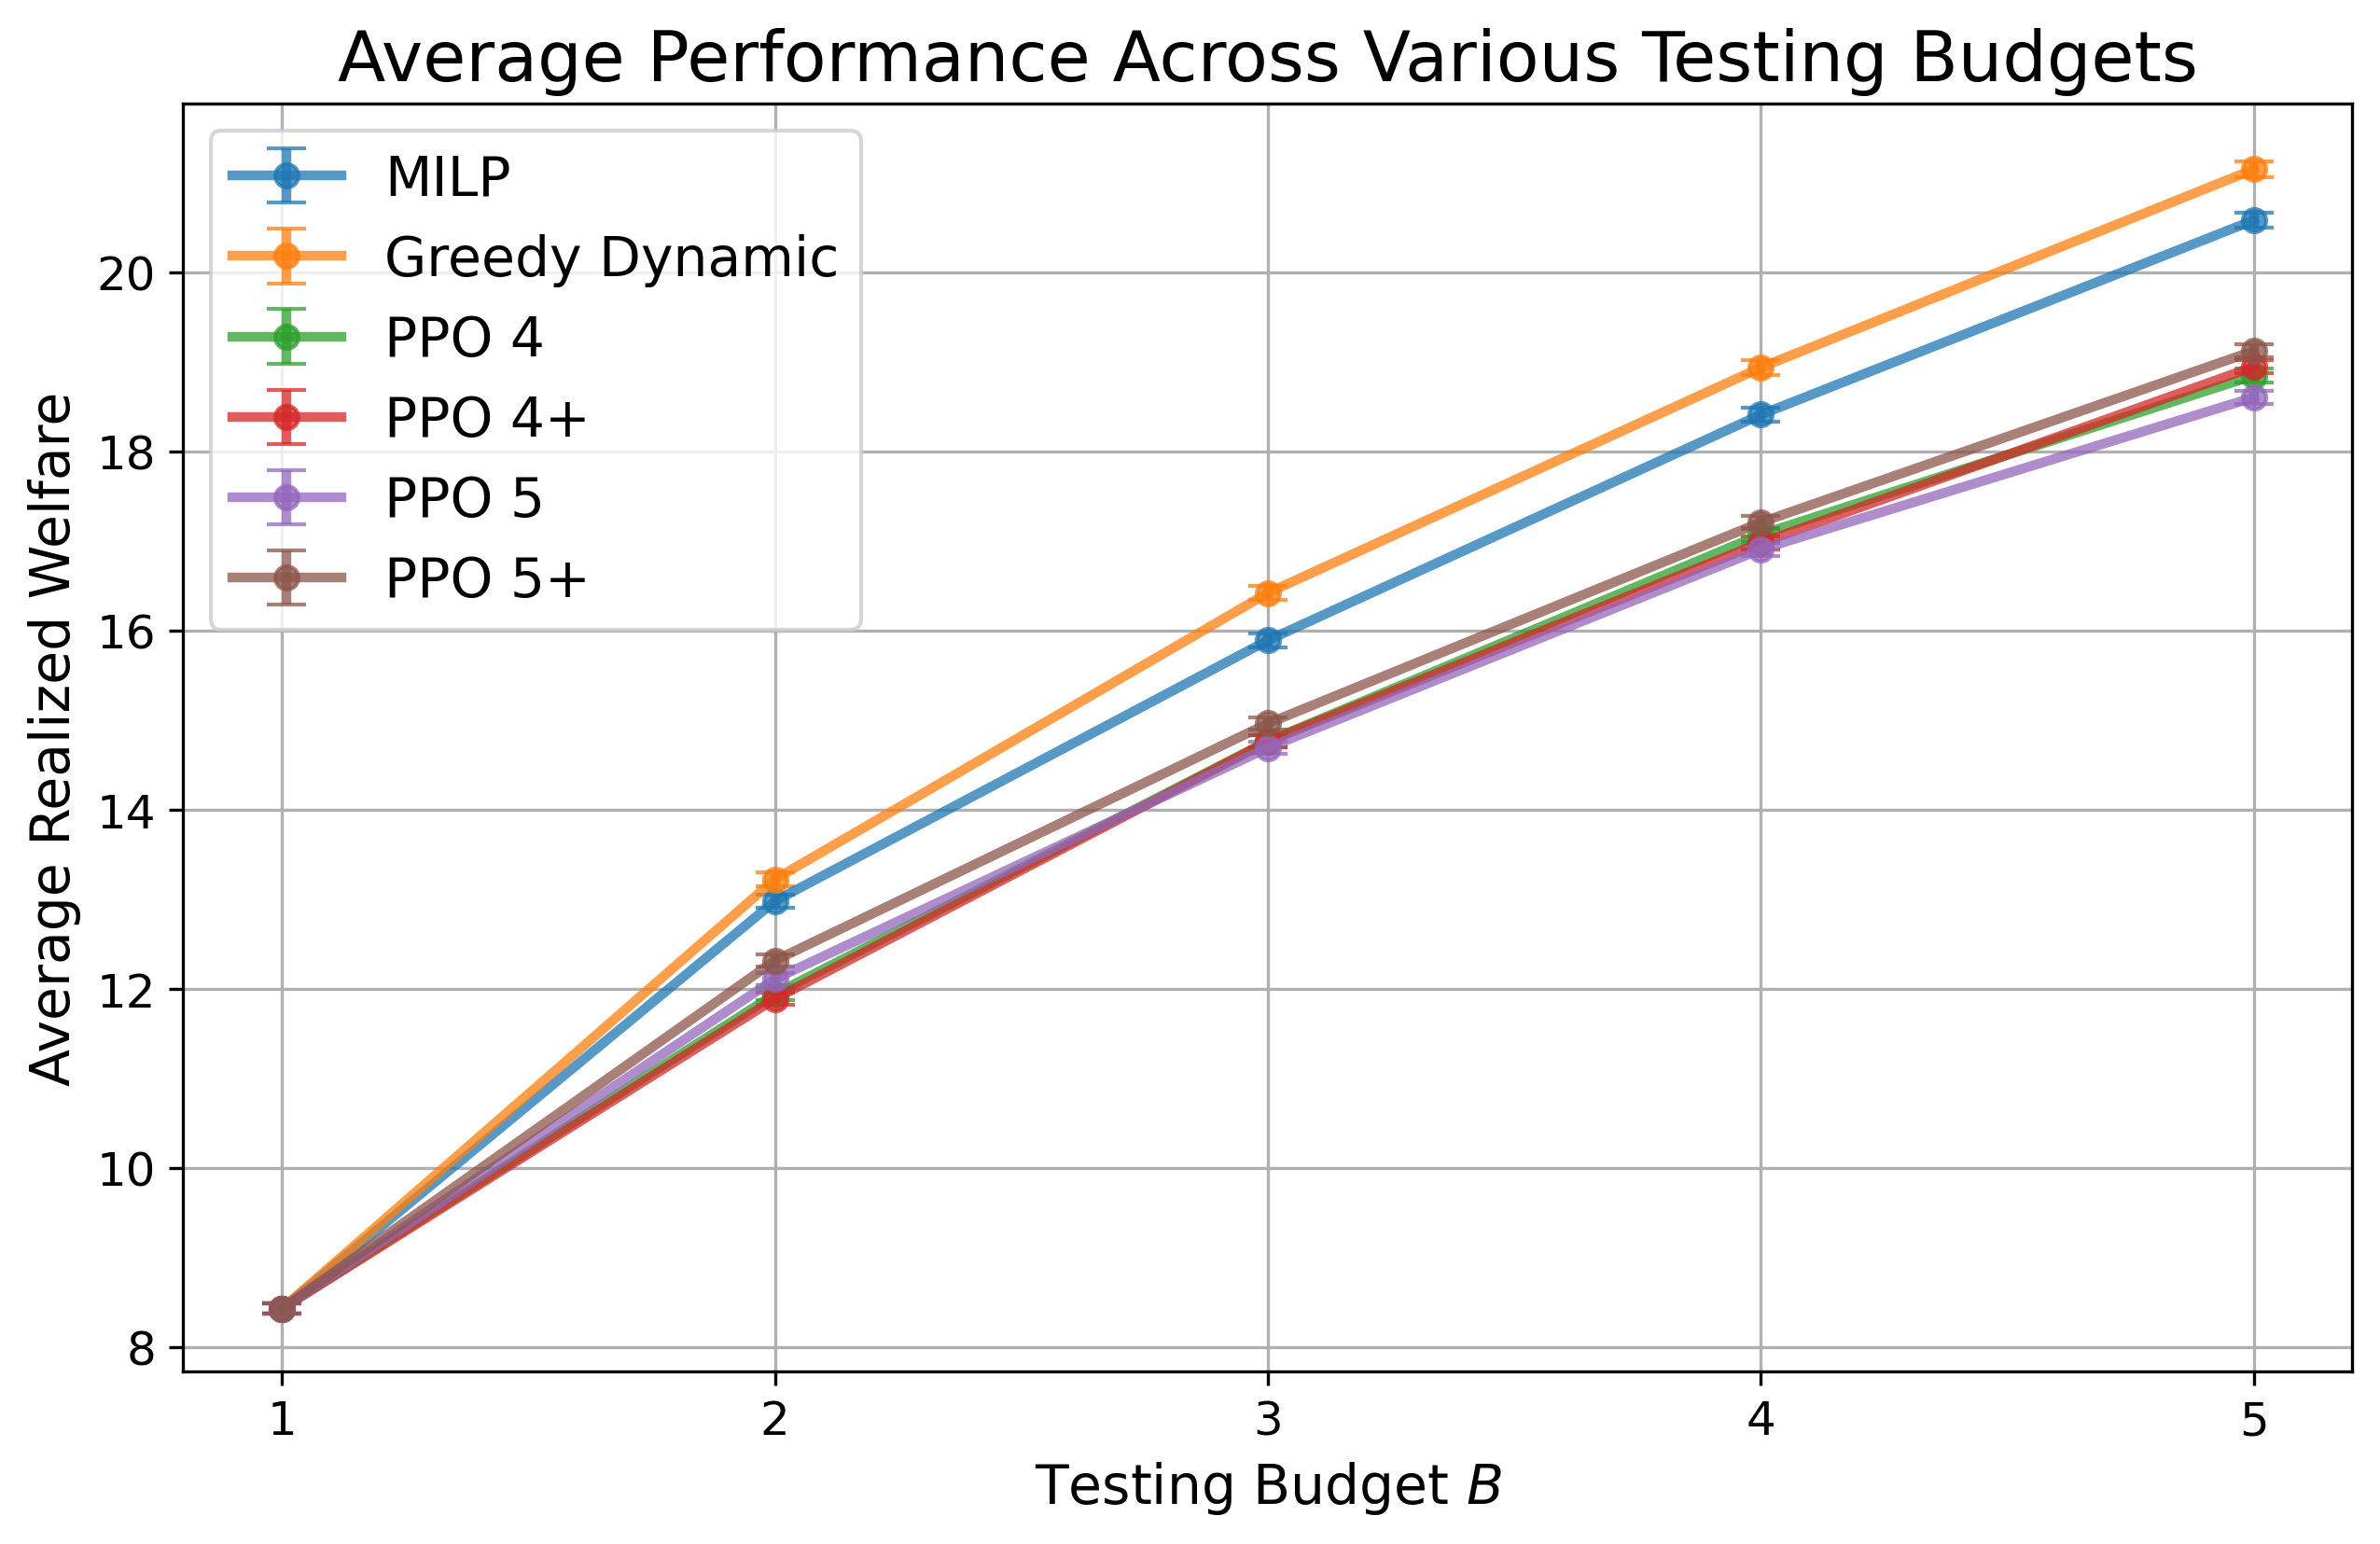 Average Performance Across Various Testing Budgets
MILP
Greedy Dynamic
PPO 4
PPO 4+
PPO 5
PPO 5+
Average Realized Welfare
20
18
16
14
12
10
8
1 2 3 4 5
Testing Budget B